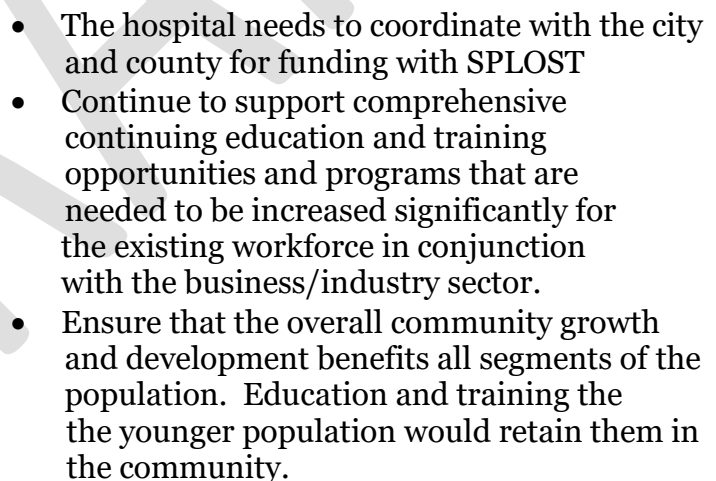 • The hospital needs to coordinate with the city
and county for funding with SPLOST
• Continue to support comprehensive
continuing education and training
opportunities and programs that are
needed to be increased significantly for
the existing workforce in conjunction
with the business/industry sector.
• Ensure that the overall community growth
and development benefits all segments of the
population.  Education and training the
the younger population would retain them in
the community.